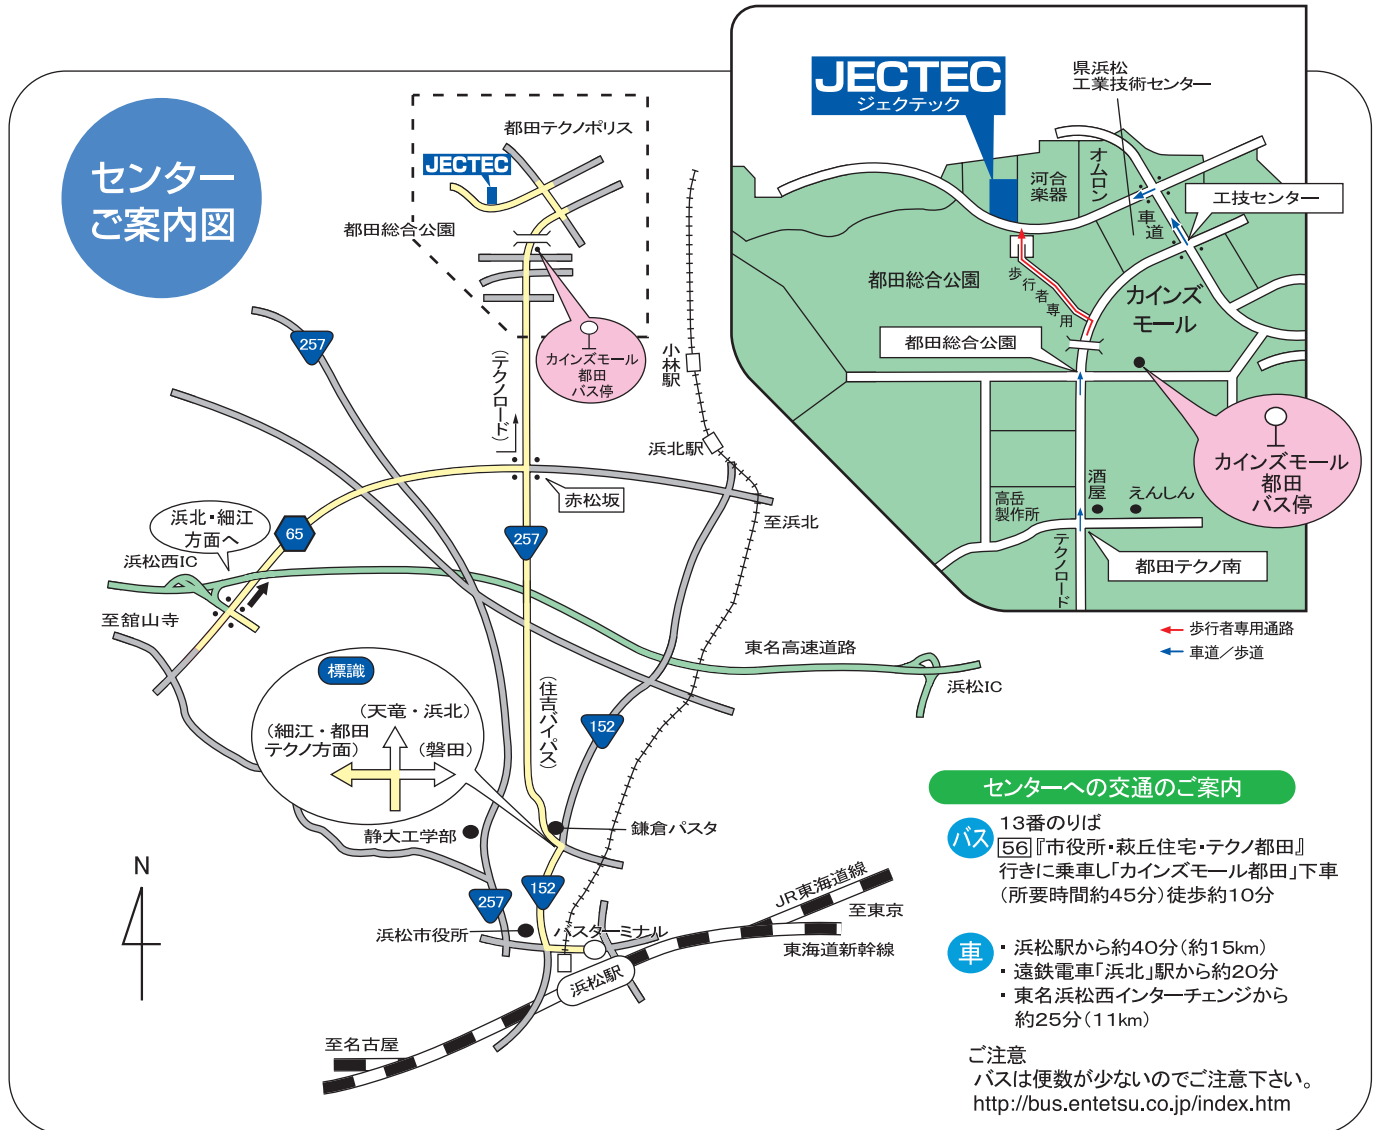 センター
ご案内図
都田テクノポリス
JECTEC
都田総合公園
257
(テクノロード)
カインズモール
都田
バス停
小林駅
浜北駅
赤松坂
至浜北
浜北・細江
方面へ
65
浜松西IC
至舘山寺
257
東名高速道路
浜松IC
標識
(天竜・浜北)
(細江・都田
テクノ方面)
(磐田)
(住吉バイパス)
152
静大工学部
鎌倉パスタ
N
257
152
浜松市役所
バスターミナル
浜松駅
JR東海道線
至東京
東海道新幹線
至名古屋
JECTEC
ジェクテック
県浜松
工業技術センター
河合
楽器
オムロン
車道
工技センター
都田総合公園
歩行者専用
カインズ
モール
都田総合公園
カインズモール
都田
バス停
高岳
製作所
酒屋
えんしん
テクノロード
都田テクノ南
歩行者専用通路
車道/歩道
センターへの交通のご案内
バス
13番のりば
56『市役所・萩丘住宅・テクノ都田』
行きに乗車し「カインズモール都田」下車
(所要時間約45分)徒歩約10分
車
・浜松駅から約40分(約15km)
・遠鉄電車「浜北」駅から約20分
・東名浜松西インターチェンジから
約25分(11km)
ご注意
バスは便数が少ないのでご注意下さい。
http://bus.entetsu.co.jp/index.htm